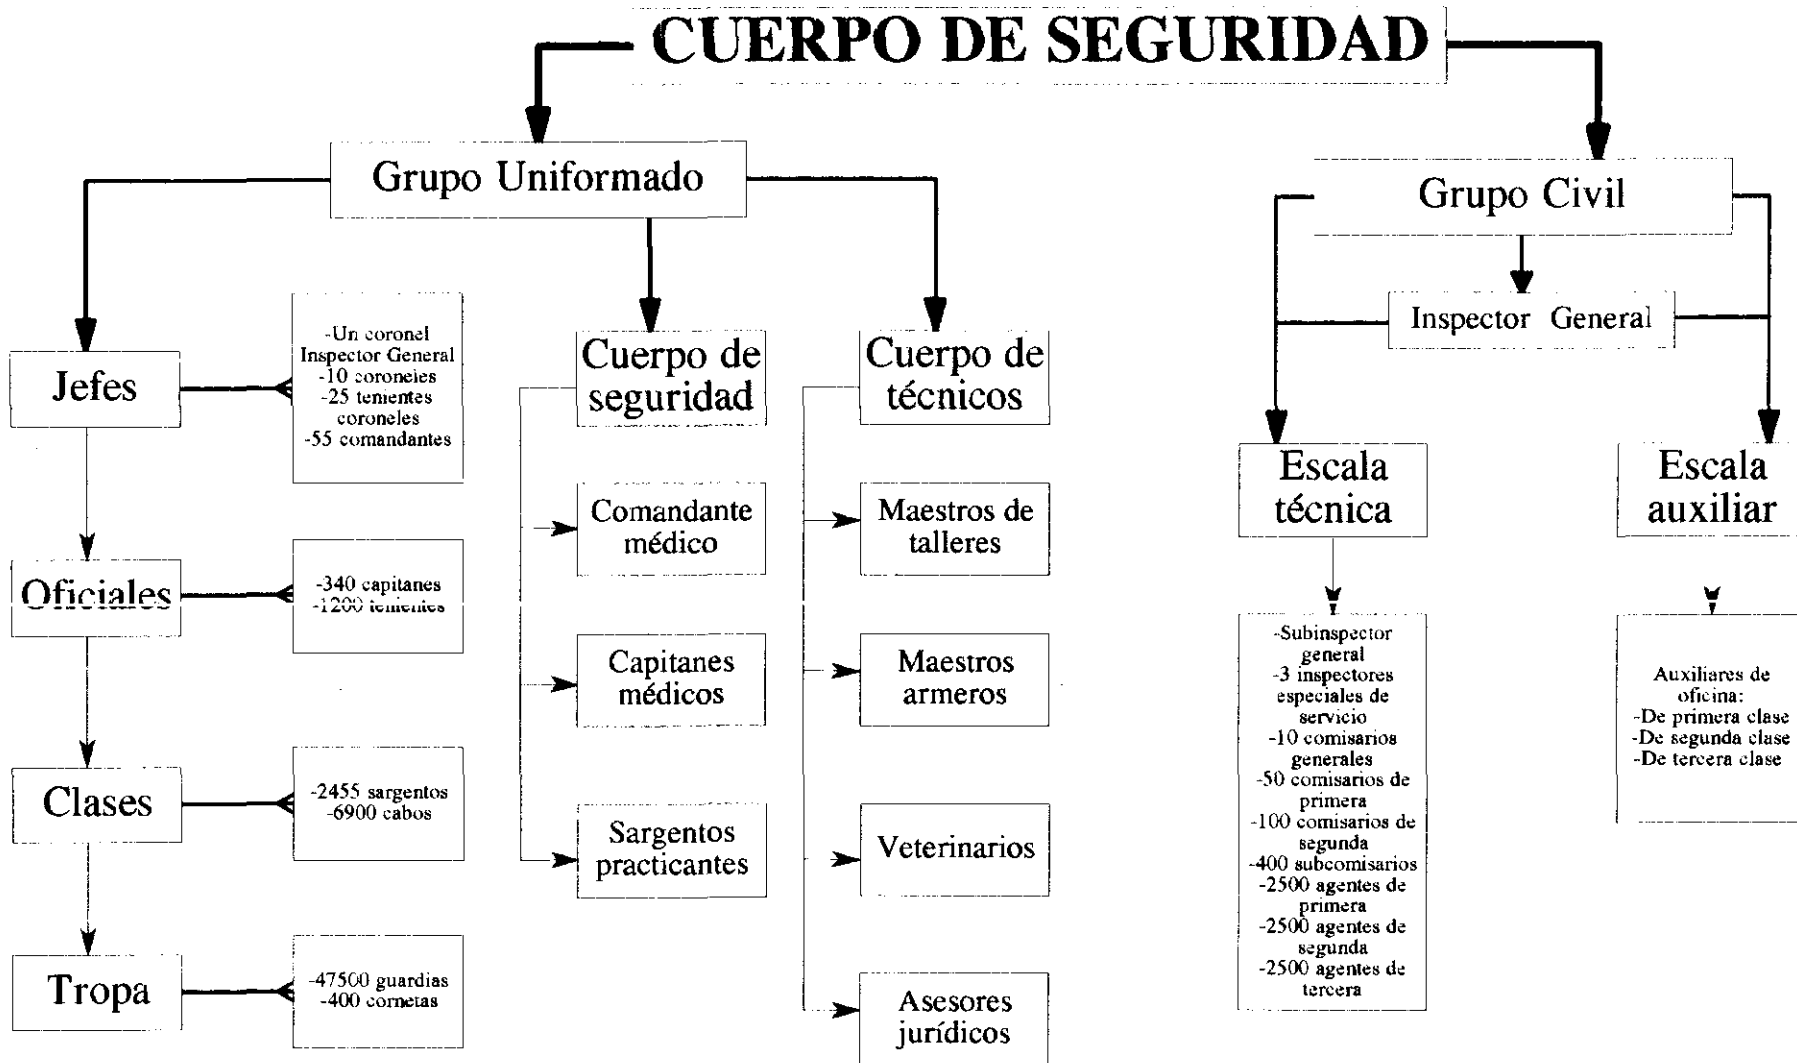 CUERPO DE SEGURIDAD
Grupo Uniformado
Grupo Civil
Inspector General
Jefes
-Un coronel
Inspector General
-10 coroneles
-25 tenientes
coroneles
-55 comandantes
Oficiales
-340 capitanes
-1200 tenientes
Clases
-2455 sargentos
-6900 cabos
Tropa
-47500 guardias
-400 cornetas
Cuerpo de
seguridad
Comandante
médico
Capitanes
médicos
Sargentos
practicantes
Cuerpo de
técnicos
Maestros de
talleres
Maestros
armeros
Veterinarios
Asesores
jurídicos
Escala
técnica
-Subinspector
general
-3 inspectores
especiales de
servicio
-10 comisarios
generales
-50 comisarios de
primera
-100 comisarios de
segunda
-400 subcomisarios
-2500 agentes de
primera
-2500 agentes de
segunda
-2500 agentes de
tercera
Escala
auxiliar
Auxiliares de
oficina:
-De primera clase
-De segunda clase
-De tercera clase